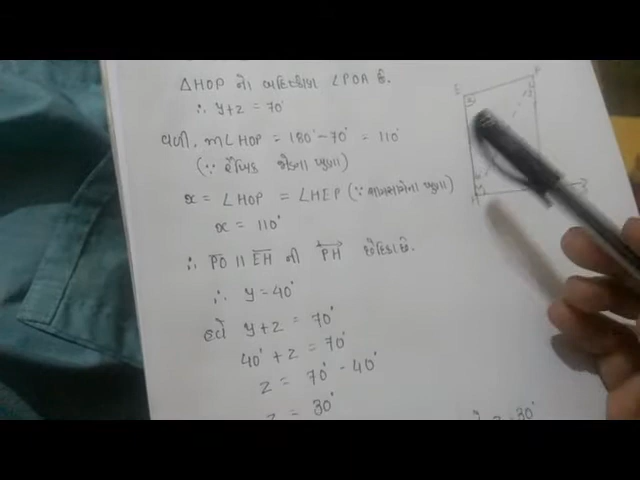 ΔHOP નો બહિષ્કોણ ∠POA છે.
∴ y+z = 70°
વળી, m∠HOP = 180° - 70° = 110°
(∵ રૈખિક જોડના ખૂણા)
x = ∠HOP = ∠HEP (∵ સામસામેના ખૂણા)
x = 110°
∴ PO || EH ની PH છેદિકા છે.
∴ y = 40°
હવે y+z = 70°
40° + z = 70°
z = 70° - 40°
z = 30°
E